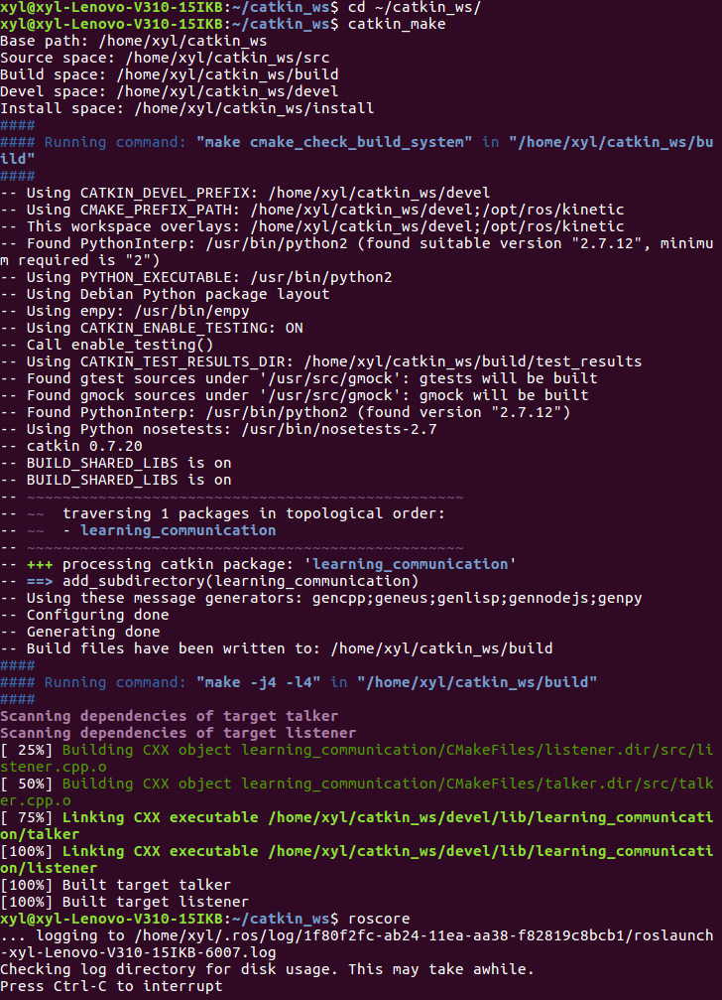 xyl@xyl-Lenovo-V310-15IKB:~/catkin_ws$ cd ~/catkin_ws/
xyl@xyl-Lenovo-V310-15IKB:~/catkin_ws$ catkin_make
Base path: /home/xyl/catkin_ws
Source space: /home/xyl/catkin_ws/src
Build space: /home/xyl/catkin_ws/build
Devel space: /home/xyl/catkin_ws/devel
Install space: /home/xyl/catkin_ws/install
####
#### Running command: "make cmake_check_build_system" in "/home/xyl/catkin_ws/bu
ild"
####
-- Using CATKIN_DEVEL_PREFIX: /home/xyl/catkin_ws/devel
-- Using CMAKE_PREFIX_PATH: /home/xyl/catkin_ws/devel;/opt/ros/kinetic
-- This workspace overlays: /home/xyl/catkin_ws/devel;/opt/ros/kinetic
-- Found PythonInterp: /usr/bin/python2 (found suitable version "2.7.12", minimu
m required is "2")
-- Using PYTHON_EXECUTABLE: /usr/bin/python2
-- Using Debian Python package layout
-- Using empy: /usr/bin/empy
-- Using CATKIN_ENABLE_TESTING: ON
-- Call enable_testing()
-- Using CATKIN_TEST_RESULTS_DIR: /home/xyl/catkin_ws/build/test_results
-- Found gtest sources under '/usr/src/gmock': gtests will be built
-- Found gmock sources under '/usr/src/gmock': gmock will be built
-- Found PythonInterp: /usr/bin/python2 (found version "2.7.12")
-- Using Python nosetests: /usr/bin/nosetests-2.7
-- catkin 0.7.20
-- BUILD_SHARED_LIBS is on
-- BUILD_SHARED_LIBS is on
-- ~~~~~~~~~~~~~~~~~~~~~~~~~~~~~~~~~~~~~~~~~~~~~~~~~
-- ~~  traversing 1 packages in topological order:
-- ~~  - learning_communication
-- ~~~~~~~~~~~~~~~~~~~~~~~~~~~~~~~~~~~~~~~~~~~~~~~~~
-- +++ processing catkin package: 'learning_communication'
-- ==> add_subdirectory(learning_communication)
-- Using these message generators: gencpp;geneus;genlisp;gennodejs;genpy
-- Configuring done
-- Generating done
-- Build files have been written to: /home/xyl/catkin_ws/build
####
#### Running command: "make -j4 -l4" in "/home/xyl/catkin_ws/build"
####
Scanning dependencies of target talker
Scanning dependencies of target listener
[ 25%] Building CXX object learning_communication/CMakeFiles/listener.dir/src/li
stener.cpp.o
[ 50%] Building CXX object learning_communication/CMakeFiles/talker.dir/src/talk
er.cpp.o
[ 75%] Linking CXX executable /home/xyl/catkin_ws/devel/lib/learning_communicati
on/talker
[100%] Linking CXX executable /home/xyl/catkin_ws/devel/lib/learning_communicati
on/listener
[100%] Built target talker
[100%] Built target listener
xyl@xyl-Lenovo-V310-15IKB:~/catkin_ws$ roscore
... logging to /home/xyl/.ros/log/1f80f2fc-ab24-11ea-aa38-f82819c8bcb1/roslaunch
-xyl-Lenovo-V310-15IKB-6007.log
Checking log directory for disk usage. This may take awhile.
Press Ctrl-C to interrupt